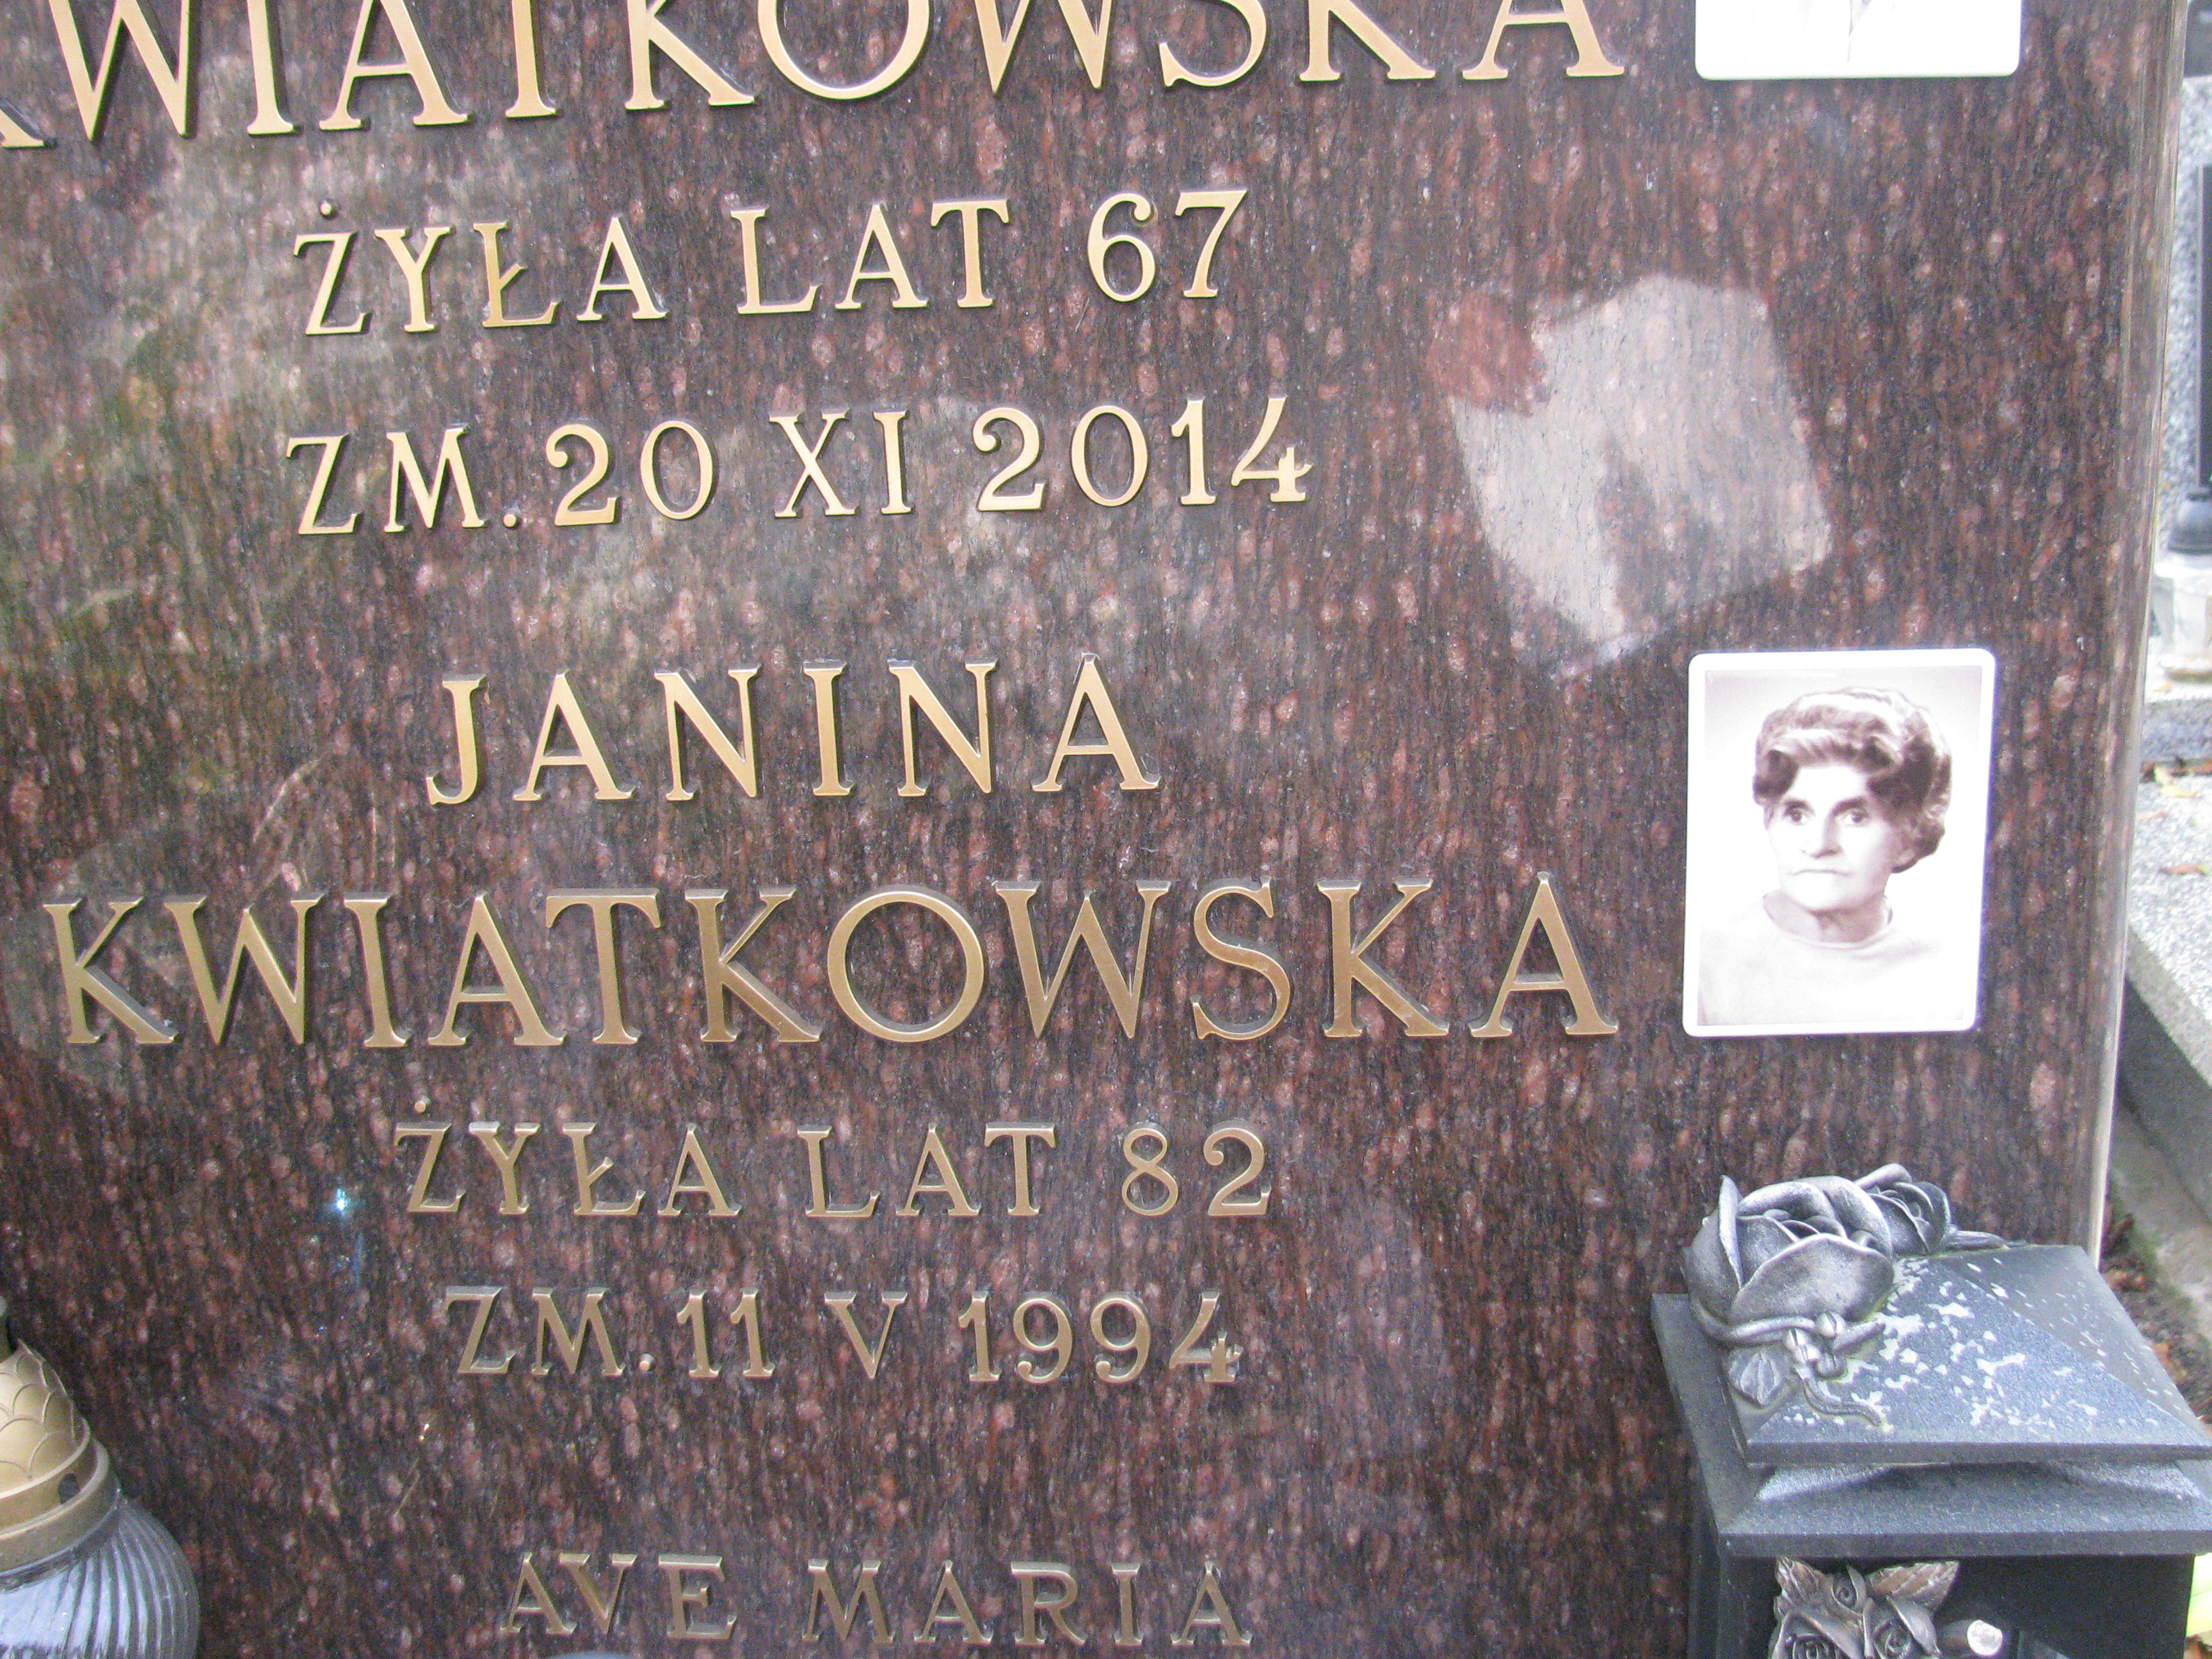 KWIATKOWSKA
ŻYŁA LAT 67
ZM. 20 XI 2014
JANINA
KWIATKOWSKA
ŻYŁA LAT 82
ZM. 11 V 1994
AVE MARIA